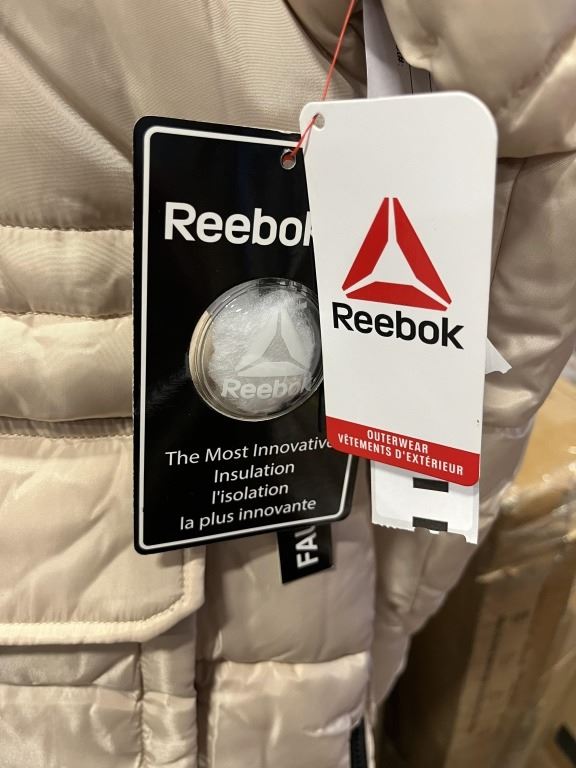 Reebok
Reebok
The Most Innovative
Insulation
l'isolation
la plus innovante
Reebok
OUTERWEAR
VÊTEMENTS D'EXTÉRIEUR